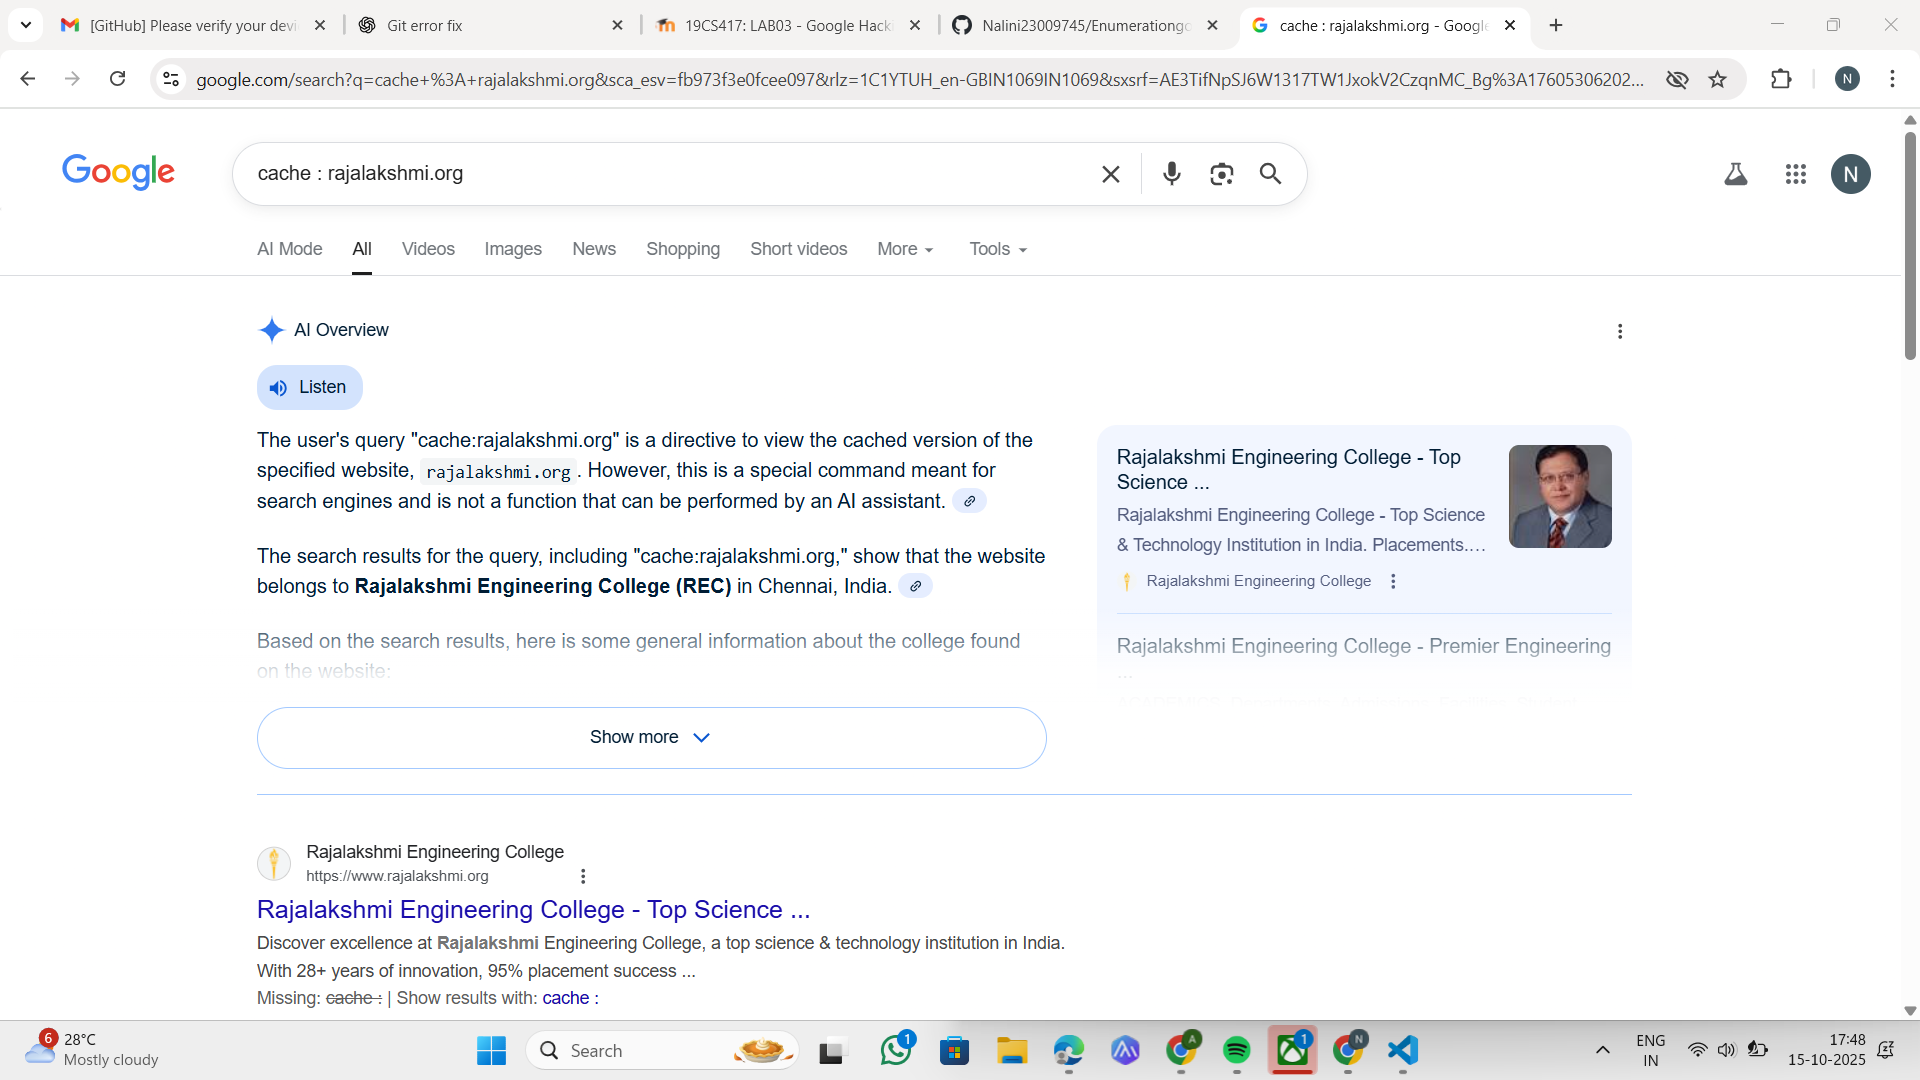 [GitHub] Please verify your devi
Git error fix
19CS417: LAB03 - Google Hacki
Nalini23009745/Enumerationgo
cache : rajalakshmi.org - Google
google.com/search?q=cache+%3A+rajalakshmi.org&sca_esv=fb973f3e0fcee097&rlz=1C1YTUH_en-GBIN1069IN1069&sxsrf=AE3TifNpSJ6W1317TW1JxokV2CzqnMC_Bg%3A17605306202...
N
Google
cache : rajalakshmi.org
N
AI Mode
All
Videos
Images
News
Shopping
Short videos
More
Tools
AI Overview
Listen
The user's query "cache:rajalakshmi.org" is a directive to view the cached version of the
specified website, rajalakshmi.org. However, this is a special command meant for
search engines and is not a function that can be performed by an AI assistant.
The search results for the query, including "cache:rajalakshmi.org," show that the website
belongs to Rajalakshmi Engineering College (REC) in Chennai, India.
Based on the search results, here is some general information about the college found
on the website:
Show more
Rajalakshmi Engineering College - Top
Science ...
Rajalakshmi Engineering College - Top Science
& Technology Institution in India. Placements....
Rajalakshmi Engineering College
Rajalakshmi Engineering College - Premier Engineering
...
Rajalakshmi Engineering College
https://www.rajalakshmi.org
Rajalakshmi Engineering College - Top Science ...
Discover excellence at Rajalakshmi Engineering College, a top science & technology institution in India.
With 28+ years of innovation, 95% placement success ...
Missing: cache : | Show results with: cache :
6
28°C
Mostly cloudy
Search
1
A
1
N
ENG
IN
17:48
15-10-2025